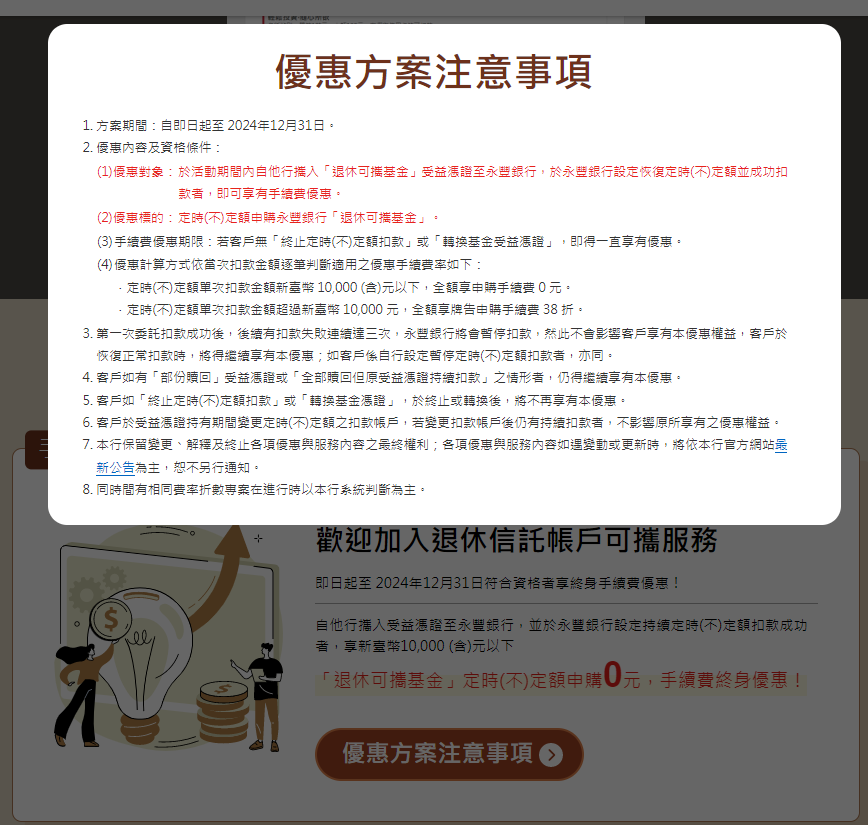 優惠方案注意事項
1. 方案期間：自即日起至 2024年12月31日。
2. 優惠內容及資格條件：
(1)優惠對象： 於活動期間內自他行攜入「退休可攜基金」受益憑證至永豐銀行，於永豐銀行設定恢復定時(不)定額並成功扣
款者，即可享有手續費優惠。
(2)優惠標的： 定時(不)定額申購永豐銀行「退休可攜基金」。
(3)手續費優惠期限：若客戶無「終止定時(不)定額扣款」或「轉換基金受益憑證」，即得一直享有優惠。
(4)優惠計算方式依當次扣款金額逐筆判斷適用之優惠手續費率如下：
· 定時(不)定額單次扣款金額新臺幣 10,000 (含)元以下，全額享申購手續費 0 元。
· 定時(不)定額單次扣款金額超過新臺幣 10,000 元，全額享牌告申購手續費 38 折。
3. 第一次委託扣款成功後，後續有扣款失敗連續達三次，永豐銀行將會暫停扣款，然此不會影響客戶享有本優惠權益，客戶於
恢復正常扣款時，將得繼續享有本優惠；如客戶係自行設定暫停定時(不)定額扣款者，亦同。
4. 客戶如有「部份贖回」受益憑證或「全部贖回但原受益憑證持續扣款」之情形者，仍得繼續享有本優惠。
5. 客戶如「終止定時(不)定額扣款」或「轉換基金憑證」，於終止或轉換後，將不再享有本優惠。
6. 客戶於受益憑證持有期間變更定時(不)定額之扣款帳戶，若變更扣款帳戶後仍有持續扣款者，不影響原所享有之優惠權益。
7. 本行保留變更、解釋及終止各項優惠與服務內容之最終權利；各項優惠與服務內容如遇變動或更新時，將依本行官方網站最
新公告為主，恕不另行通知。
8. 同時間有相同費率折數專案在進行時以本行系統判斷為主。
歡迎加入退休信託帳戶可攜服務
即日起至 2024年12月31日符合資格者享終身手續費優惠！
自他行攜入受益憑證至永豐銀行，並於永豐銀行設定持續定時(不)定額扣款成功
者，享新臺幣10,000 (含)元以下
「退休可攜基金」定時(不)定額申購0元，手續費終身優惠！
優惠方案注意事項